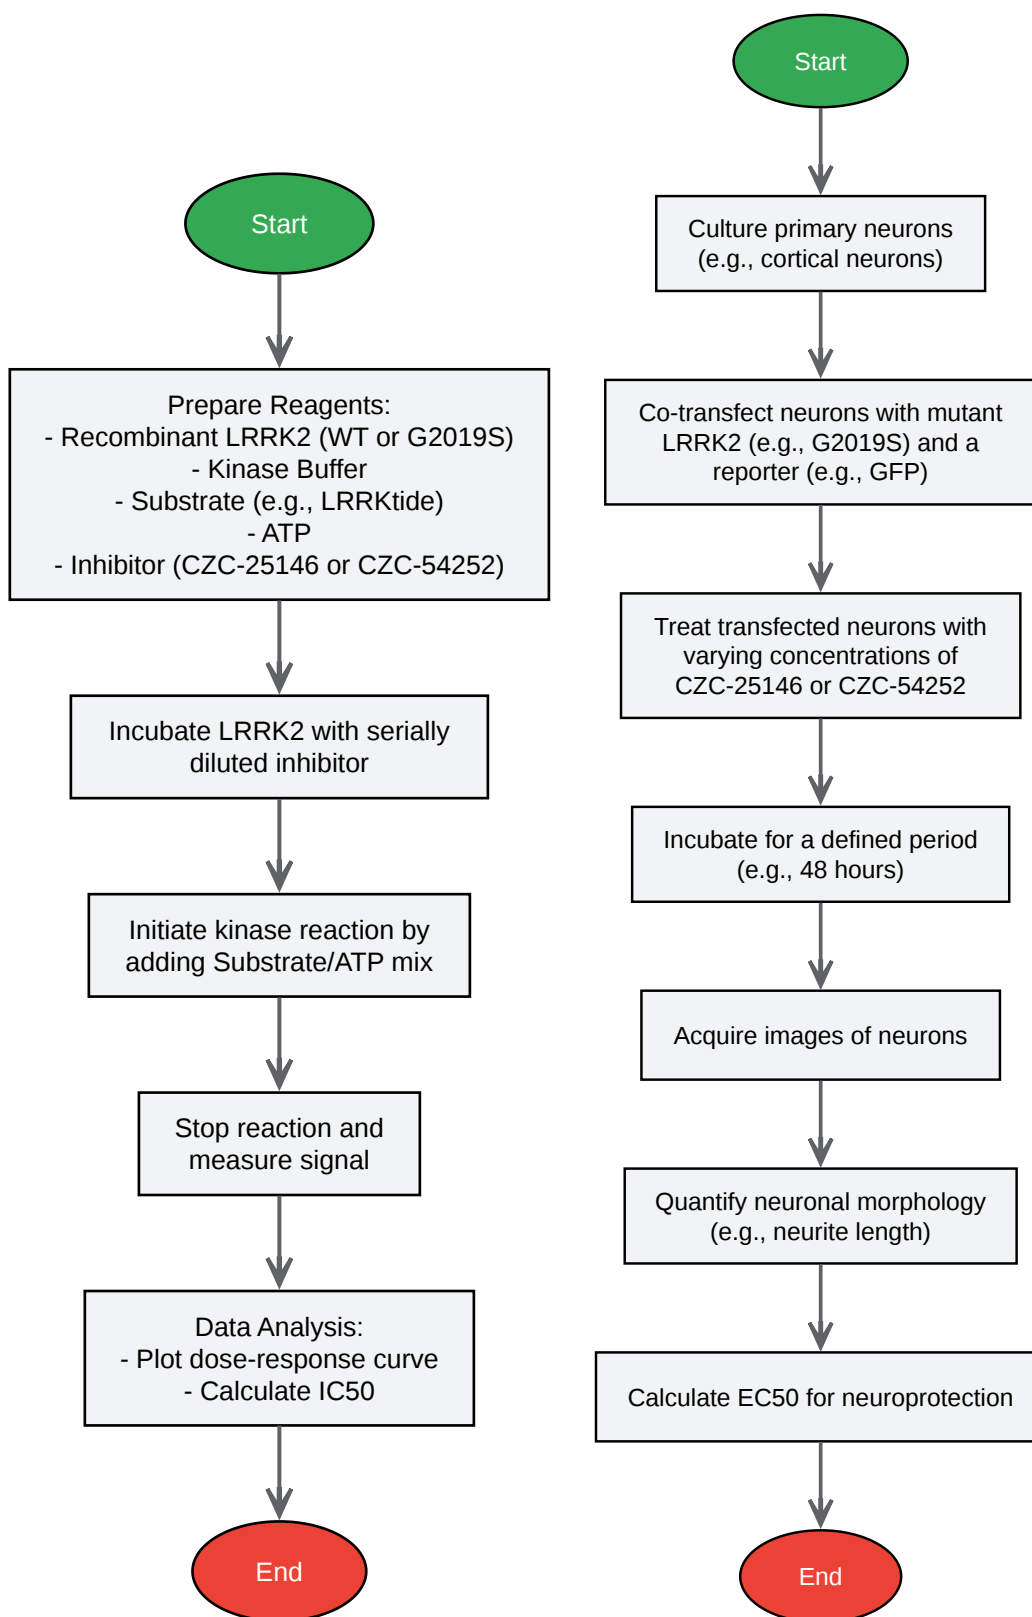 Start
Prepare Reagents:
- Recombinant LRRK2 (WT or G2019S)
- Kinase Buffer
- Substrate (e.g., LRRKtide)
- ATP
- Inhibitor (CZC-25146 or CZC-54252)
Incubate LRRK2 with serially
diluted inhibitor
Initiate kinase reaction by
adding Substrate/ATP mix
Stop reaction and
measure signal
Data Analysis:
- Plot dose-response curve
- Calculate IC50
End
Start
Culture primary neurons
(e.g., cortical neurons)
Co-transfect neurons with mutant
LRRK2 (e.g., G2019S) and a
reporter (e.g., GFP)
Treat transfected neurons with
varying concentrations of
CZC-25146 or CZC-54252
Incubate for a defined period
(e.g., 48 hours)
Acquire images of neurons
Quantify neuronal morphology
(e.g., neurite length)
Calculate EC50 for neuroprotection
End